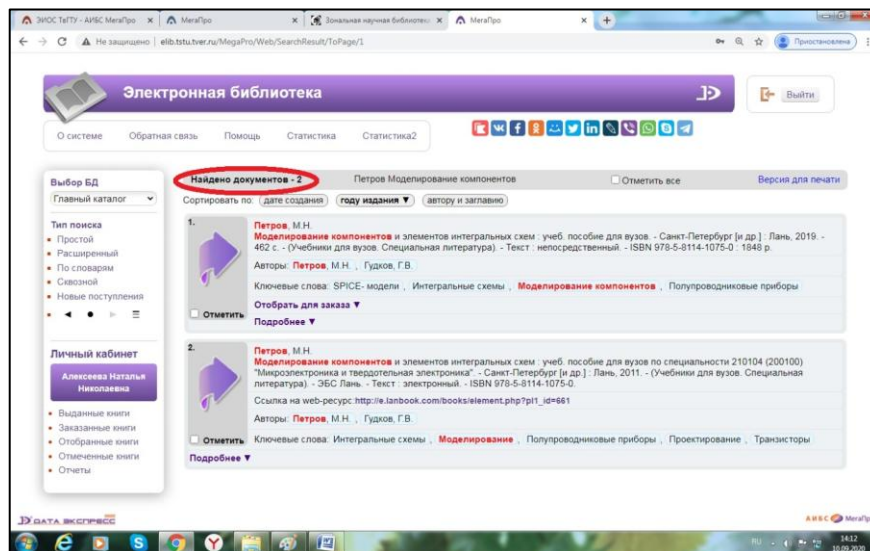 ЭИОС ТвГТУ - АИБС МегаПро
МегаПро
Зональная научная библиотека
МегаПро
Не защищено
elib.tstu.tver.ru/MegaPro/Web/SearchResult/ToPage/1
Приостановлена
Электронная библиотека
Выйти
О системе
Обратная связь
Помощь
Статистика
Статистика2
Выбор БД
Главный каталог
Тип поиска
Простой
Расширенный
По словарям
Сквозной
Новые поступления
Личный кабинет
Алексеева Наталья
Николаевна
Выданные книги
Заказанные книги
Отобранные книги
Отмеченные книги
Отчеты
Найдено документов - 2
Петров Моделирование компонентов
Отметить все
Версия для печати
Сортировать по: дате создания году издания ▼ автору и заглавию
1.
Петров, М.Н.
Моделирование компонентов и элементов интегральных схем : учеб. пособие для вузов. - Санкт-Петербург [и др.] : Лань, 2019. -
462 с. - (Учебники для вузов. Специальная литература). - Текст : непосредственный. - ISBN 978-5-8114-1075-0 : 1848 р.
Авторы: Петров, М.Н. , Гудков, Г.В.
Ключевые слова: SPICE- модели , Интегральные схемы , Моделирование компонентов , Полупроводниковые приборы
Отобрать для заказа ▼
Отметить
Подробнее ▼
2.
Петров, М.Н.
Моделирование компонентов и элементов интегральных схем : учеб. пособие для вузов по специальности 210104 (200100)
"Микроэлектроника и твердотельная электроника". - Санкт-Петербург [и др.] : Лань, 2011. - (Учебники для вузов. Специальная
литература). - ЭБС Лань. - Текст : электронный. - ISBN 978-5-8114-1075-0.
Ссылка на web-ресурс:http://e.lanbook.com/books/element.php?pl1_id=661
Авторы: Петров, М.Н. , Гудков, Г.В.
Отметить
Ключевые слова: Интегральные схемы , Моделирование , Полупроводниковые приборы , Проектирование , Транзисторы
Подробнее ▼
ДАТА ЭКСПРЕСС
АИБС МегаПро
RU
14:12
10.09.2020